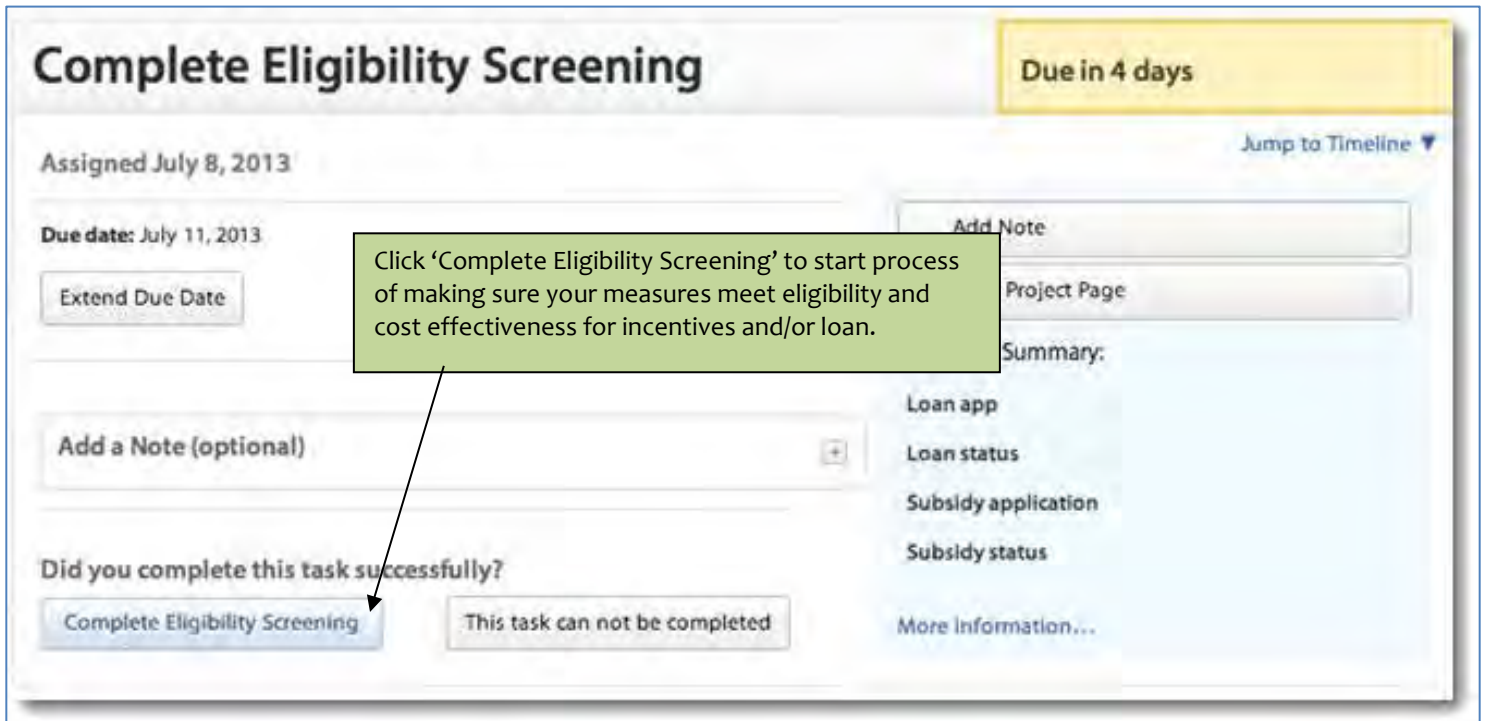 Complete Eligibility Screening
Due in 4 days
Jump to Timeline ▼
Assigned July 8, 2013
Due date: July 11, 2013
Extend Due Date
Click ‘Complete Eligibility Screening’ to start process
of making sure your measures meet eligibility and
cost effectiveness for incentives and/or loan.
Add Note
Project Page
Summary:
Loan app
Loan status
Subsidy application
Subsidy status
More Information...
Add a Note (optional)
+
Did you complete this task successfully?
Complete Eligibility Screening
This task can not be completed